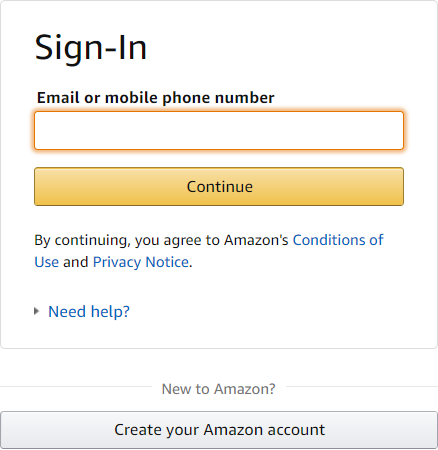 Sign-In
Email or mobile phone number
Continue
By continuing, you agree to Amazon's Conditions of
Use and Privacy Notice.
Need help?
New to Amazon?
Create your Amazon account